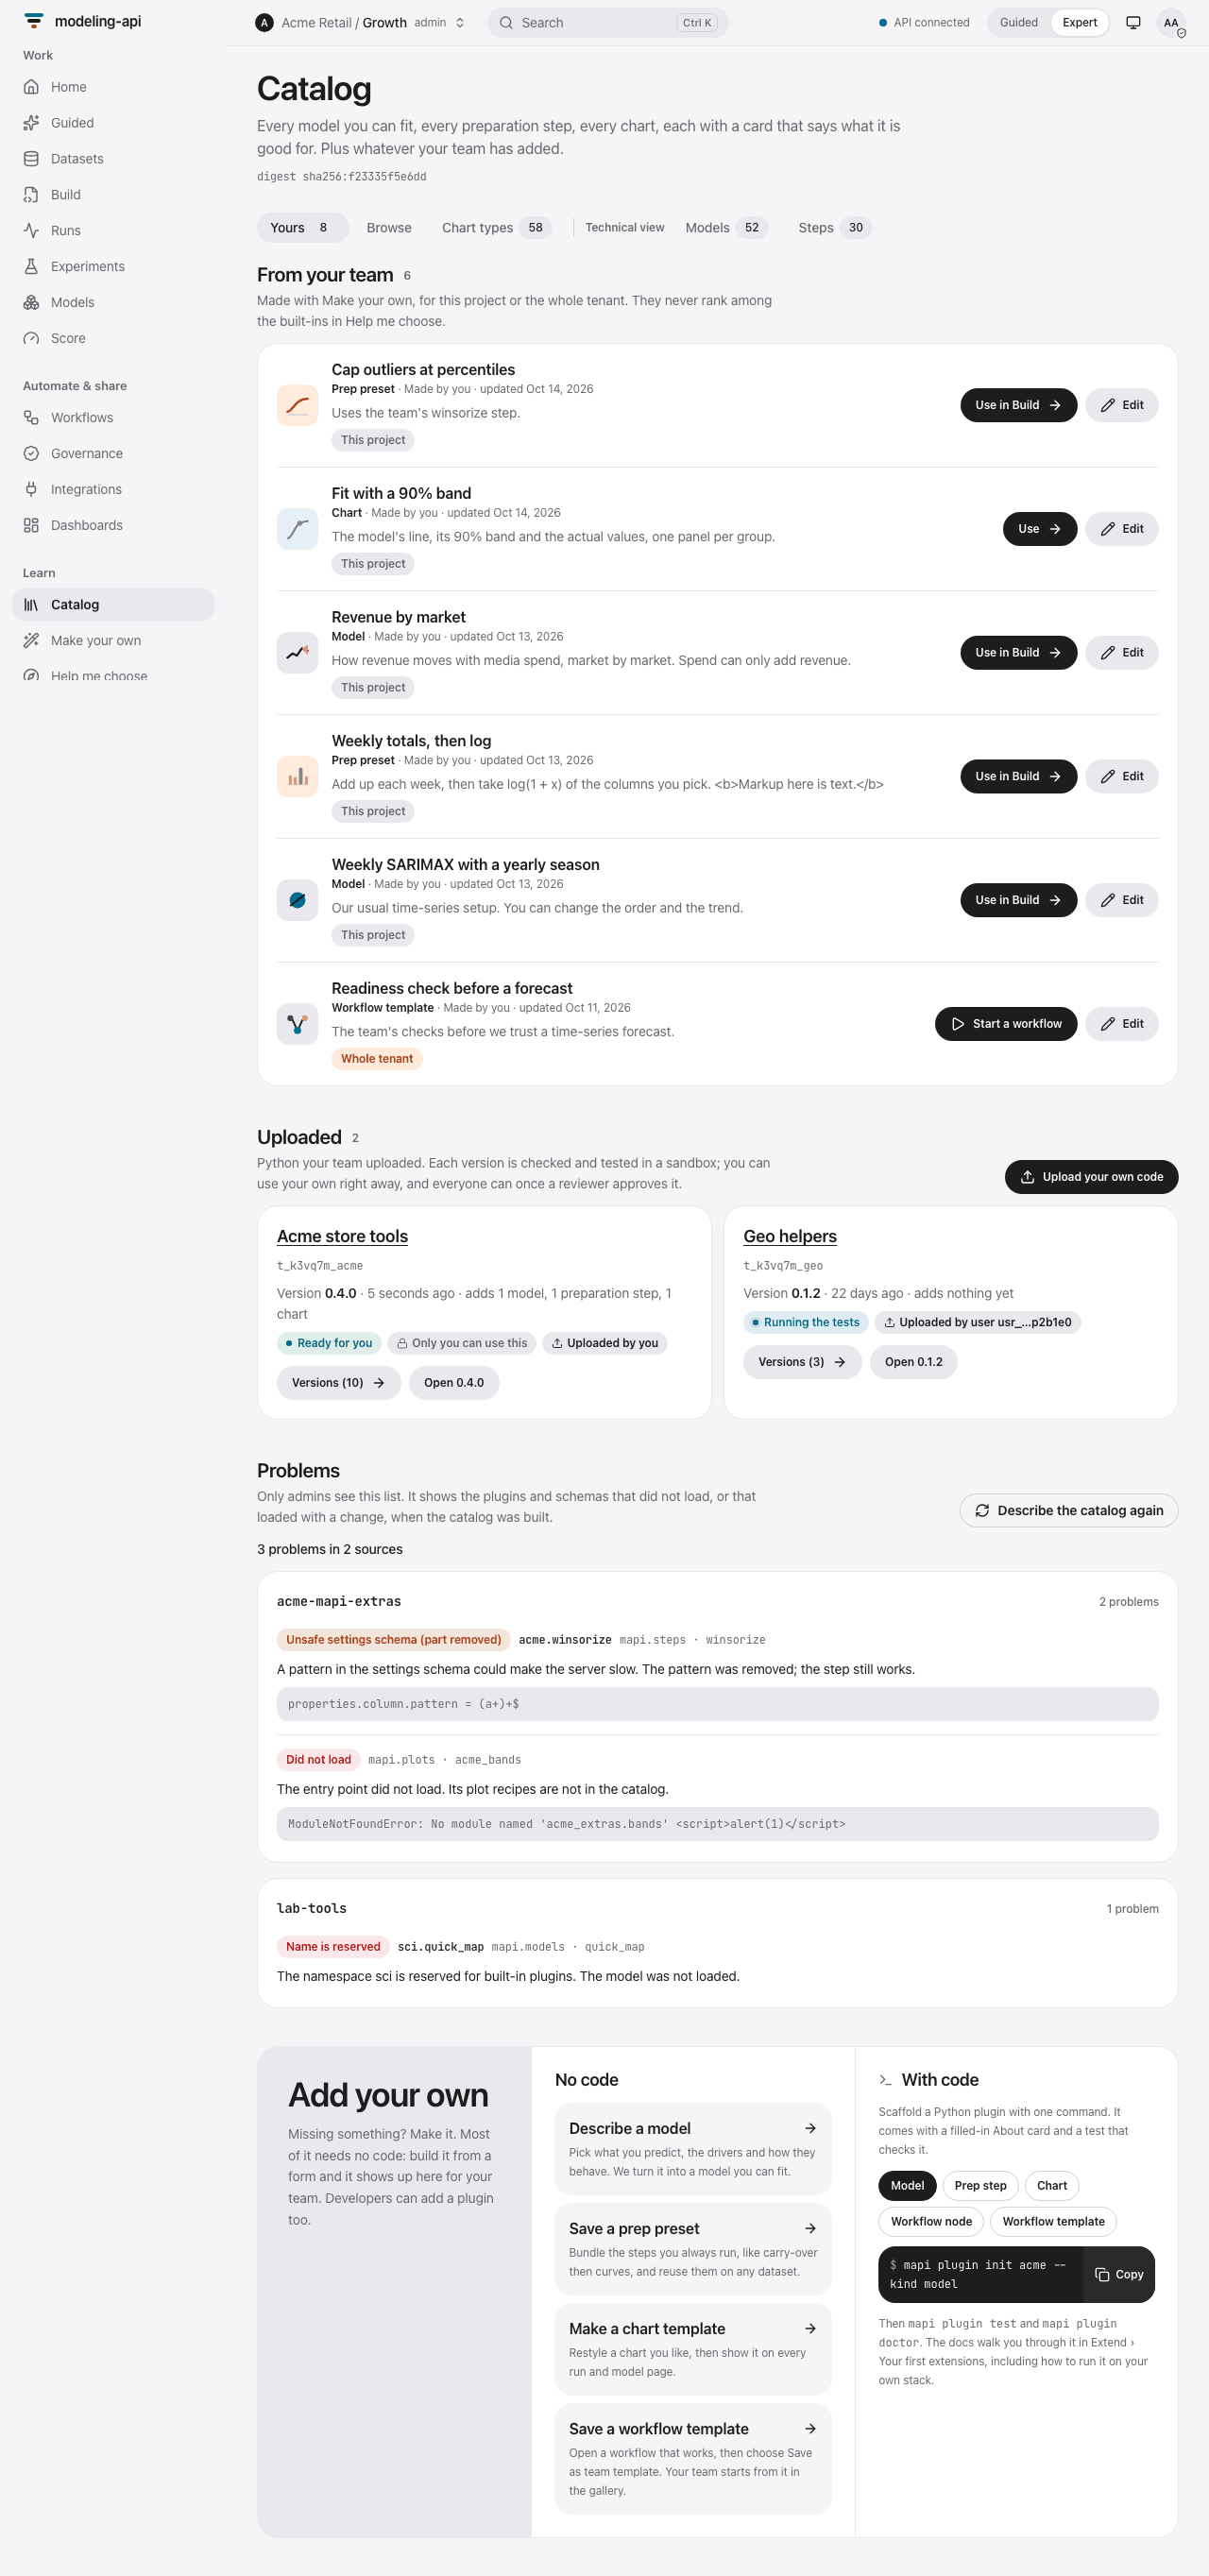 modeling-api
A Acme Retail / Growth admin
Search Ctrl K
API connected
Guided Expert
AA
Work
Home
Guided
Datasets
Build
Runs
Experiments
Models
Score
Automate & share
Workflows
Governance
Integrations
Dashboards
Learn
Catalog
Make your own
Help me choose
Catalog
Every model you can fit, every preparation step, every chart, each with a card that says what it is
good for. Plus whatever your team has added.
digest sha256:f23335f5e6dd
Yours 8 Browse Chart types 58 Technical view Models 52 Steps 30
From your team 6
Made with Make your own, for this project or the whole tenant. They never rank among
the built-ins in Help me choose.
Cap outliers at percentiles
Prep preset · Made by you · updated Oct 14, 2026
Uses the team's winsorize step.
This project
Use in Build Edit
Fit with a 90% band
Chart · Made by you · updated Oct 14, 2026
The model's line, its 90% band and the actual values, one panel per group.
This project
Use Edit
Revenue by market
Model · Made by you · updated Oct 13, 2026
How revenue moves with media spend, market by market. Spend can only add revenue.
This project
Use in Build Edit
Weekly totals, then log
Prep preset · Made by you · updated Oct 13, 2026
Add up each week, then take log(1 + x) of the columns you pick. <b>Markup here is text.</b>
This project
Use in Build Edit
Weekly SARIMAX with a yearly season
Model · Made by you · updated Oct 13, 2026
Our usual time-series setup. You can change the order and the trend.
This project
Use in Build Edit
Readiness check before a forecast
Workflow template · Made by you · updated Oct 11, 2026
The team's checks before we trust a time-series forecast.
Whole tenant
Start a workflow Edit
Uploaded 2
Python your team uploaded. Each version is checked and tested in a sandbox; you can
use your own right away, and everyone can once a reviewer approves it.
Upload your own code
Acme store tools
t_k3vq7m_acme
Version 0.4.0 · 5 seconds ago · adds 1 model, 1 preparation step, 1
chart
Ready for you Only you can use this Uploaded by you
Versions (10) Open 0.4.0
Geo helpers
t_k3vq7m_geo
Version 0.1.2 · 22 days ago · adds nothing yet
Running the tests Uploaded by user usr_…p2b1e0
Versions (3) Open 0.1.2
Problems
Only admins see this list. It shows the plugins and schemas that did not load, or that
loaded with a change, when the catalog was built.
Describe the catalog again
3 problems in 2 sources
acme-mapi-extras 2 problems
Unsafe settings schema (part removed) acme.winsorize mapi.steps · winsorize
A pattern in the settings schema could make the server slow. The pattern was removed; the step still works.
properties.column.pattern = (a+)+$
Did not load mapi.plots · acme_bands
The entry point did not load. Its plot recipes are not in the catalog.
ModuleNotFoundError: No module named 'acme_extras.bands' <script>alert(1)</script>
lab-tools 1 problem
Name is reserved sci.quick_map mapi.models · quick_map
The namespace sci is reserved for built-in plugins. The model was not loaded.
Add your own
Missing something? Make it. Most
of it needs no code: build it from a
form and it shows up here for your
team. Developers can add a plugin
too.
No code
Describe a model
Pick what you predict, the drivers and how they
behave. We turn it into a model you can fit.
Save a prep preset
Bundle the steps you always run, like carry-over
then curves, and reuse them on any dataset.
Make a chart template
Restyle a chart you like, then show it on every
run and model page.
Save a workflow template
Open a workflow that works, then choose Save
as team template. Your team starts from it in
the gallery.
With code
Scaffold a Python plugin with one command. It
comes with a filled-in About card and a test that
checks it.
Model Prep step Chart
Workflow node Workflow template
$ mapi plugin init acme --
kind model
Copy
Then mapi plugin test and mapi plugin
doctor. The docs walk you through it in Extend ›
Your first extensions, including how to run it on your
own stack.